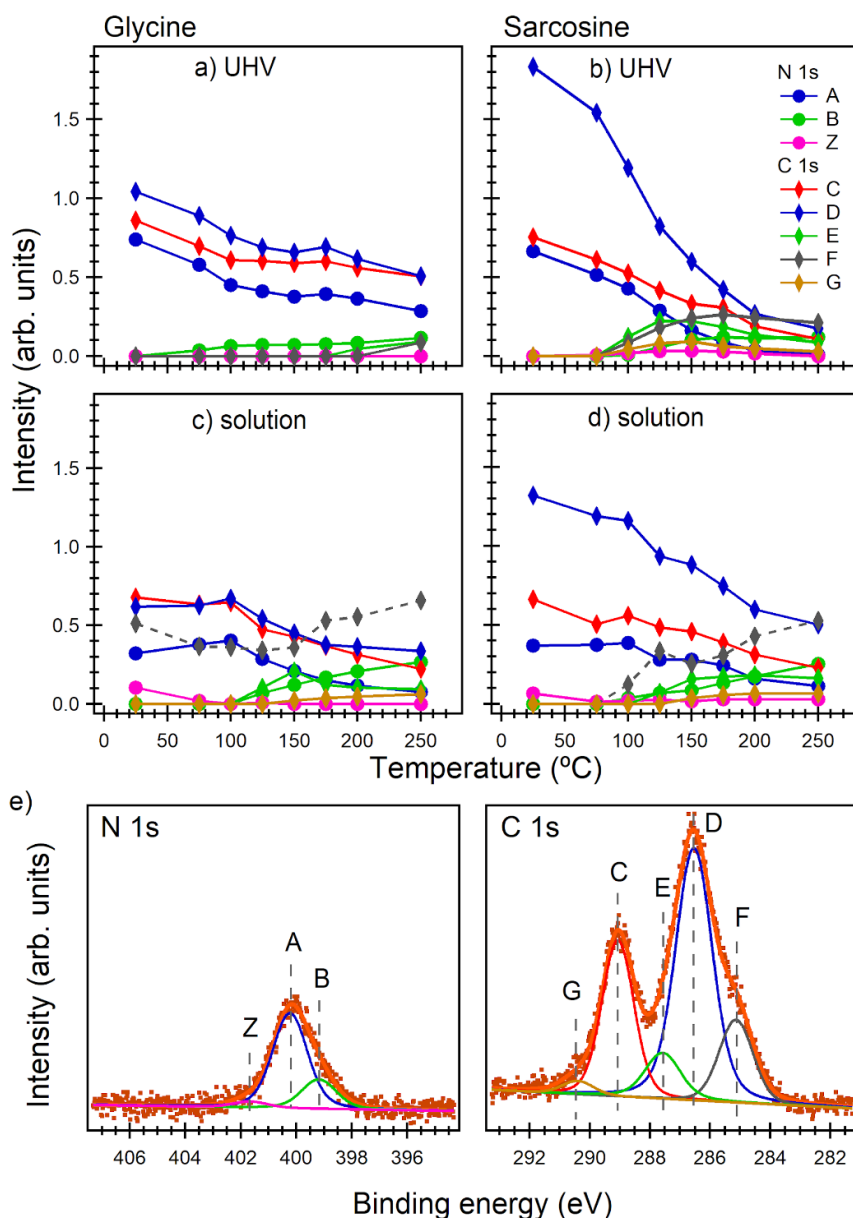 Glycine
Sarcosine
a) UHV
b) UHV
N 1s
A
B
Z
C 1s
C
D
E
F
G
1.5
1.0
0.5
0.0
c) solution
d) solution
1.5
1.0
0.5
0.0
Intensity (arb. units)
0 50 100 150 200 250
0 50 100 150 200 250
Temperature (ºC)
e)
N 1s
C 1s
Z
A
B
G
C
E
D
F
Intensity (arb. units)
406 404 402 400 398 396
292 290 288 286 284 282
Binding energy (eV)